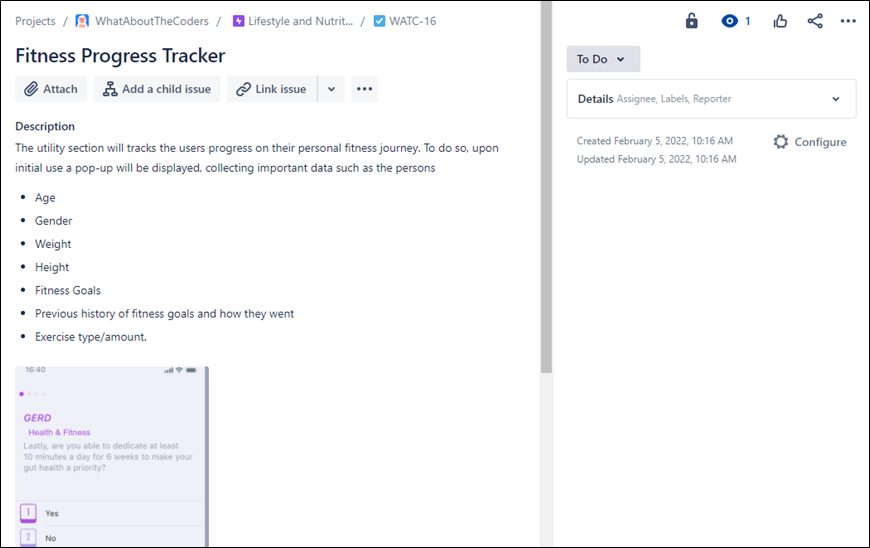 Projects / WhatAboutTheCoders / Lifestyle and Nutrit... / WATC-16
1
Fitness Progress Tracker
Attach
Add a child issue
Link issue
Description
The utility section will tracks the users progress on their personal fitness journey. To do so, upon
initial use a pop-up will be displayed, collecting important data such as the persons
• Age
• Gender
• Weight
• Height
• Fitness Goals
• Previous history of fitness goals and how they went
• Exercise type/amount.
16:40
GERD
Health & Fitness
Lastly, are you able to dedicate at least
10 minutes a day for 6 weeks to make your
gut health a priority?
1 Yes
2 No
To Do
Details Assignee, Labels, Reporter
Created February 5, 2022, 10:16 AM
Updated February 5, 2022, 10:16 AM
Configure